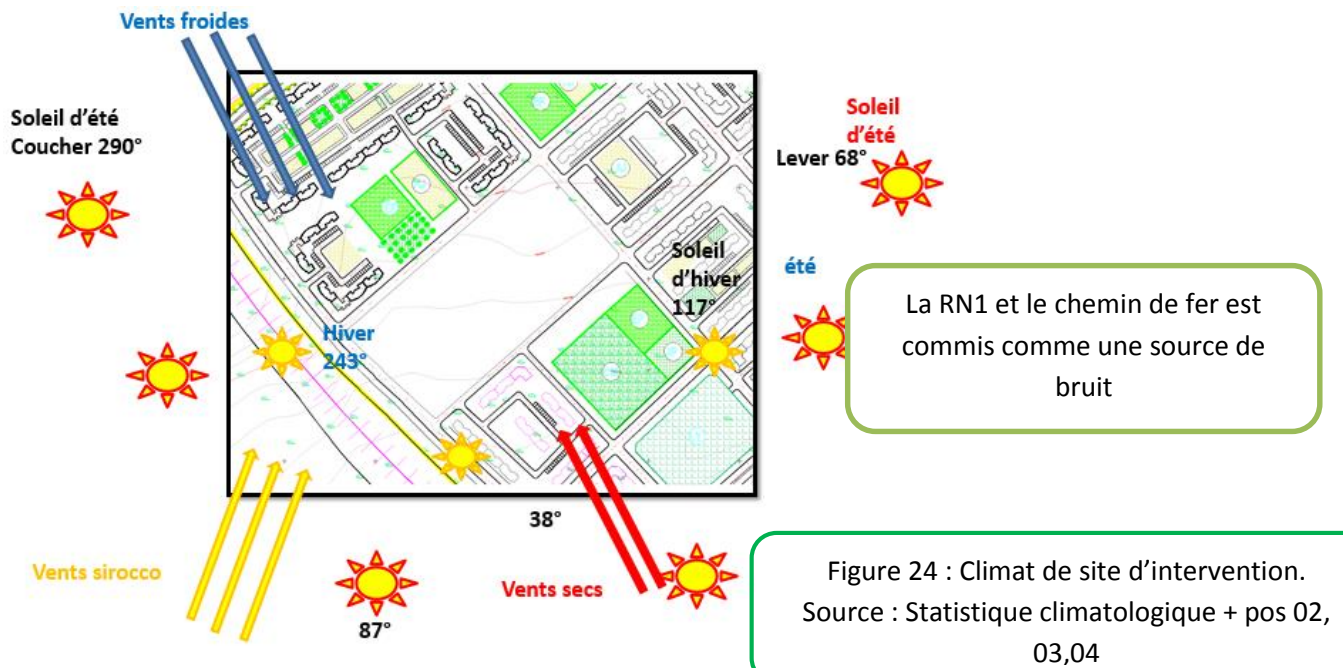 Vents froides
Soleil d'été
Coucher 290°
Soleil
d'été
Lever 68°
Soleil
d'hiver
117°
été
Hiver
243°
La RN1 et le chemin de fer est
commis comme une source de
bruit
38°
Vents sirocco
Vents secs
87°
Figure 24 : Climat de site d'intervention.
Source : Statistique climatologique + pos 02,
03,04